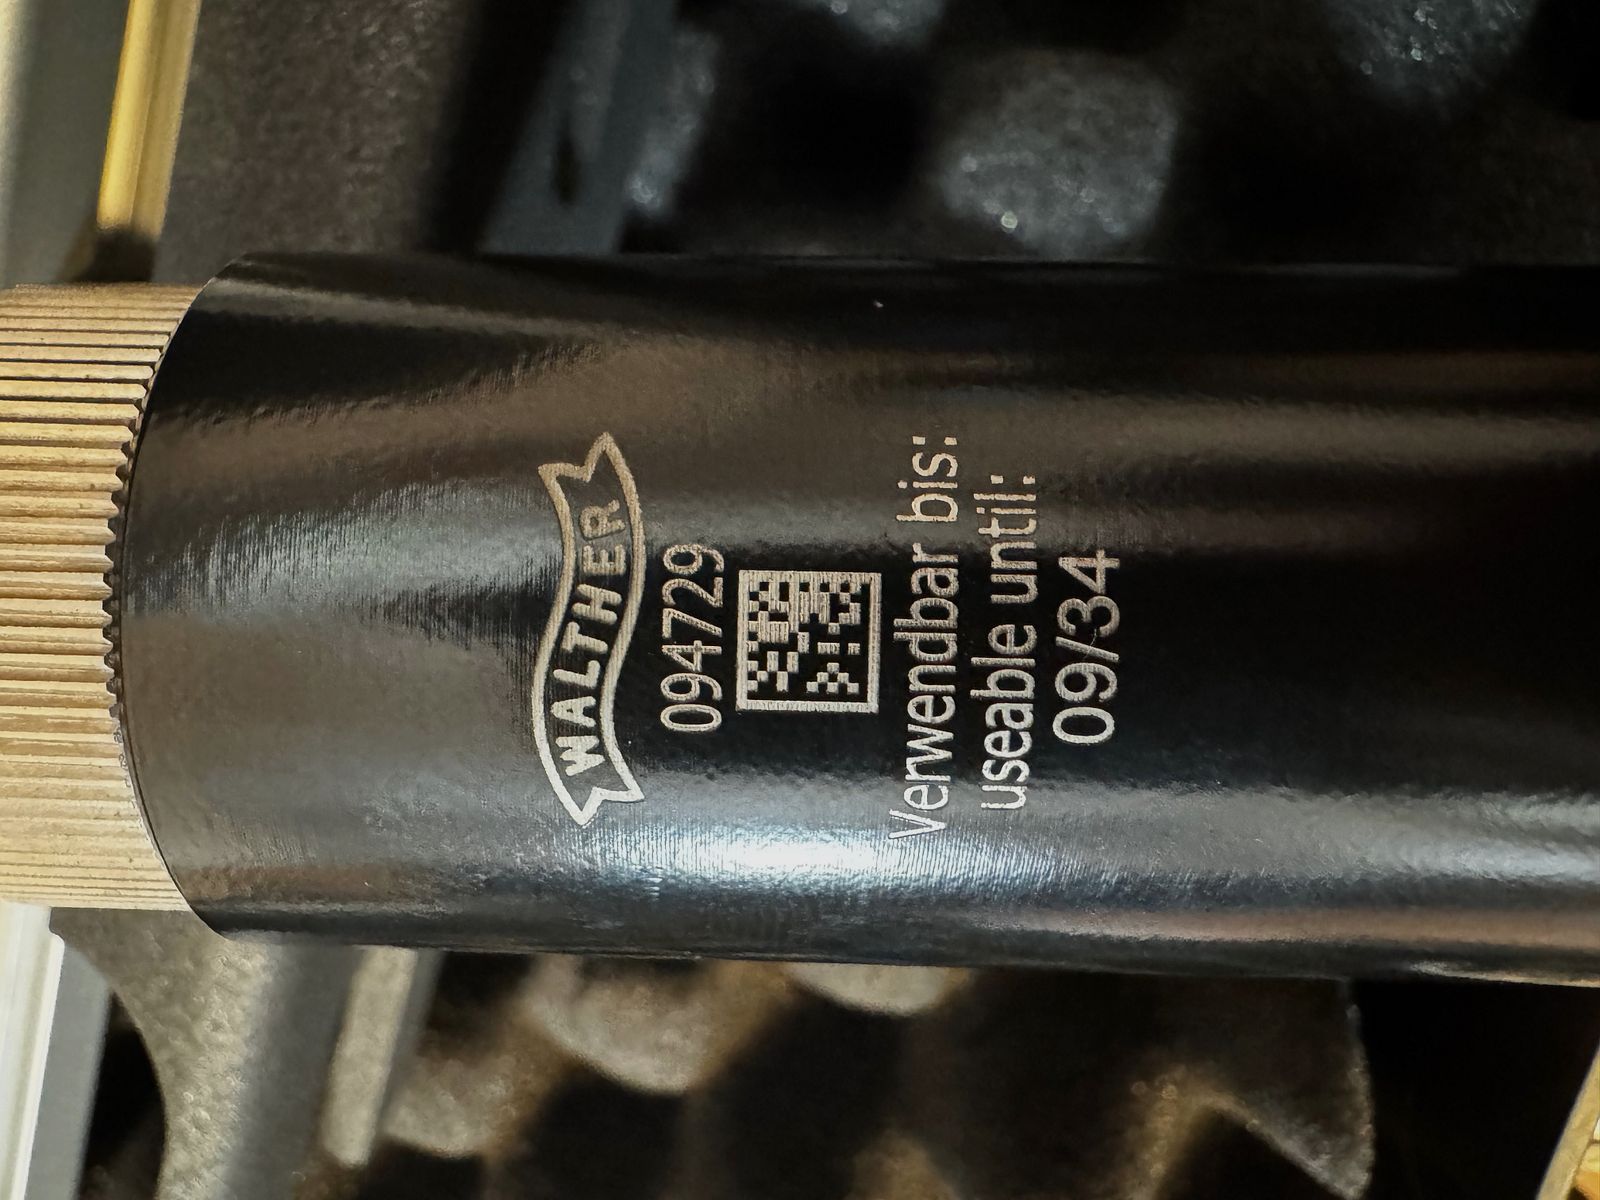 WALTHER
094729
Verwendbar bis:
useable until:
09/34